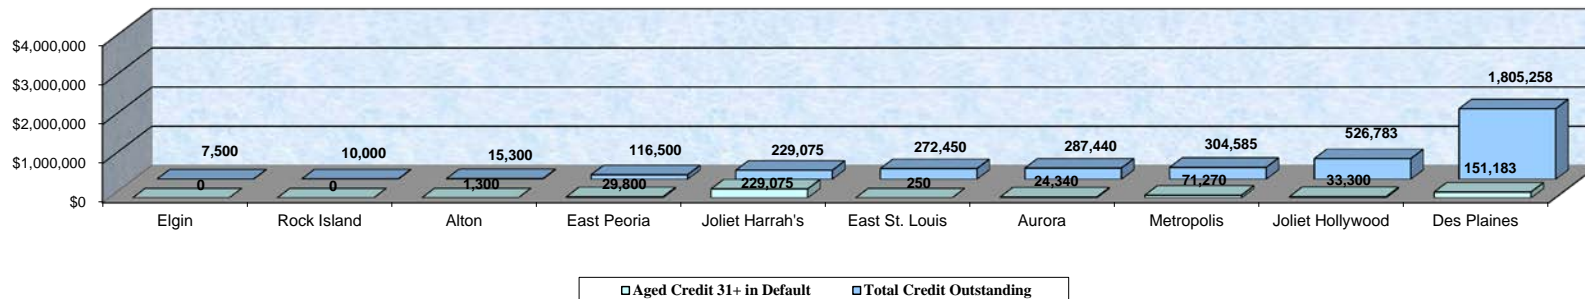 $4,000,000
$3,000,000
$2,000,000
$1,000,000
$0
7,500 10,000 15,300 116,500 229,075 272,450 287,440 304,585 526,783 1,805,258
0 0 1,300 29,800 229,075 250 24,340 71,270 33,300 151,183
Elgin Rock Island Alton East Peoria Joliet Harrah's East St. Louis Aurora Metropolis Joliet Hollywood Des Plaines
Aged Credit 31+ in Default Total Credit Outstanding